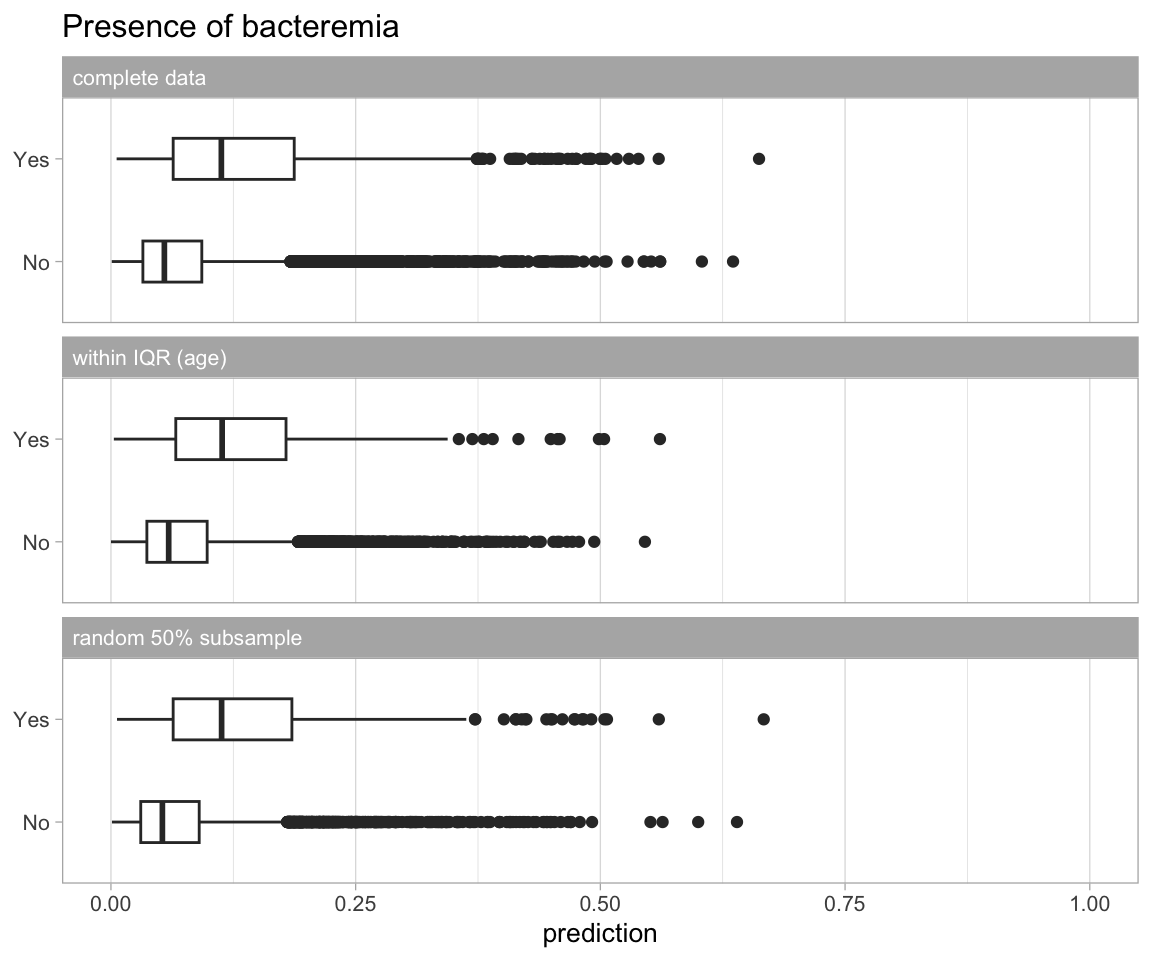 Presence of bacteremia
complete data
Yes
No
within IQR (age)
Yes
No
random 50% subsample
Yes
No
0.00 0.25 0.50 0.75 1.00
prediction